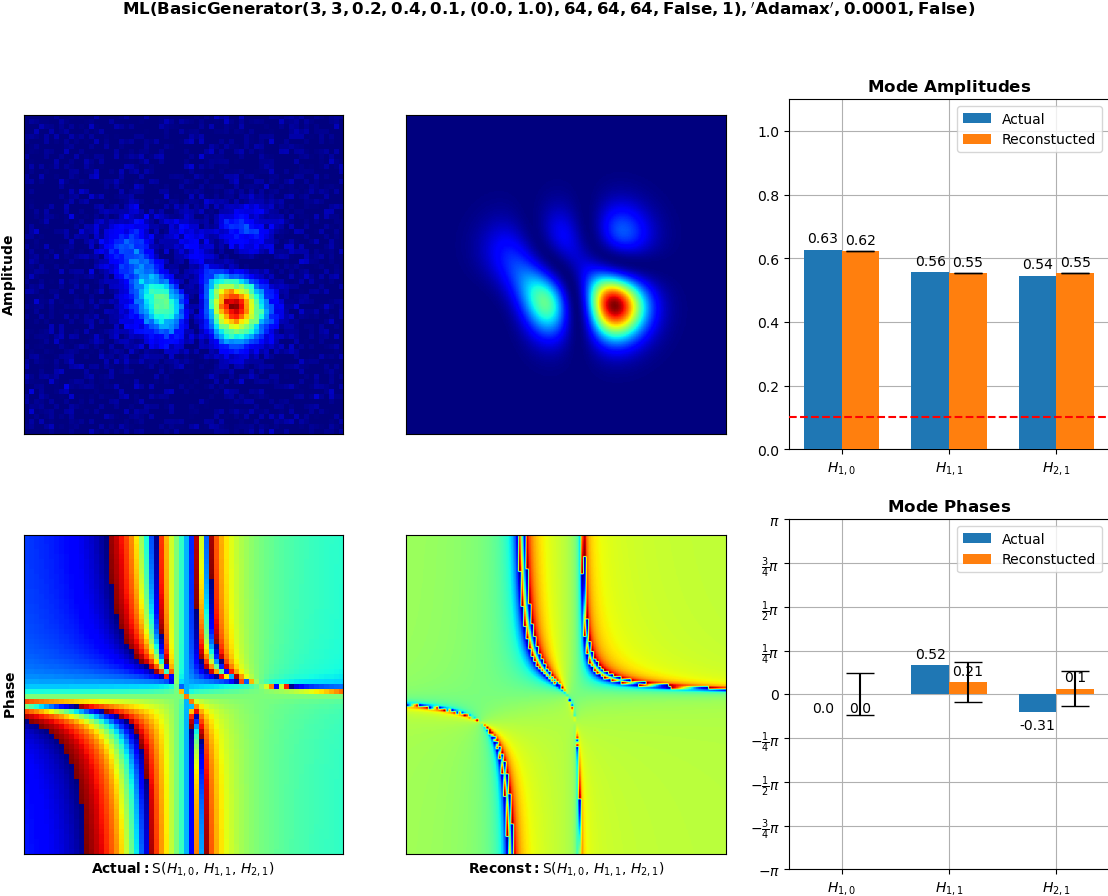 ML(BasicGenerator(3, 3, 0.2, 0.4, 0.1, (0.0, 1.0), 64, 64, 64, False, 1), ′Adamax′, 0.0001, False)
Amplitude
Mode Amplitudes
Actual
Reconstucted
1.0
0.8
0.6
0.4
0.2
0.0
0.63 0.62
0.56 0.55
0.54 0.55
H1,0 H1,1 H2,1
Phase
Actual: S(H1,0, H1,1, H2,1)
Reconst: S(H1,0, H1,1, H2,1)
Mode Phases
Actual
Reconstucted
π
3/4π
1/2π
1/4π
0
−1/4π
−1/2π
−3/4π
−π
0.0 0.0
0.52 0.21
-0.31 0.1
H1,0 H1,1 H2,1